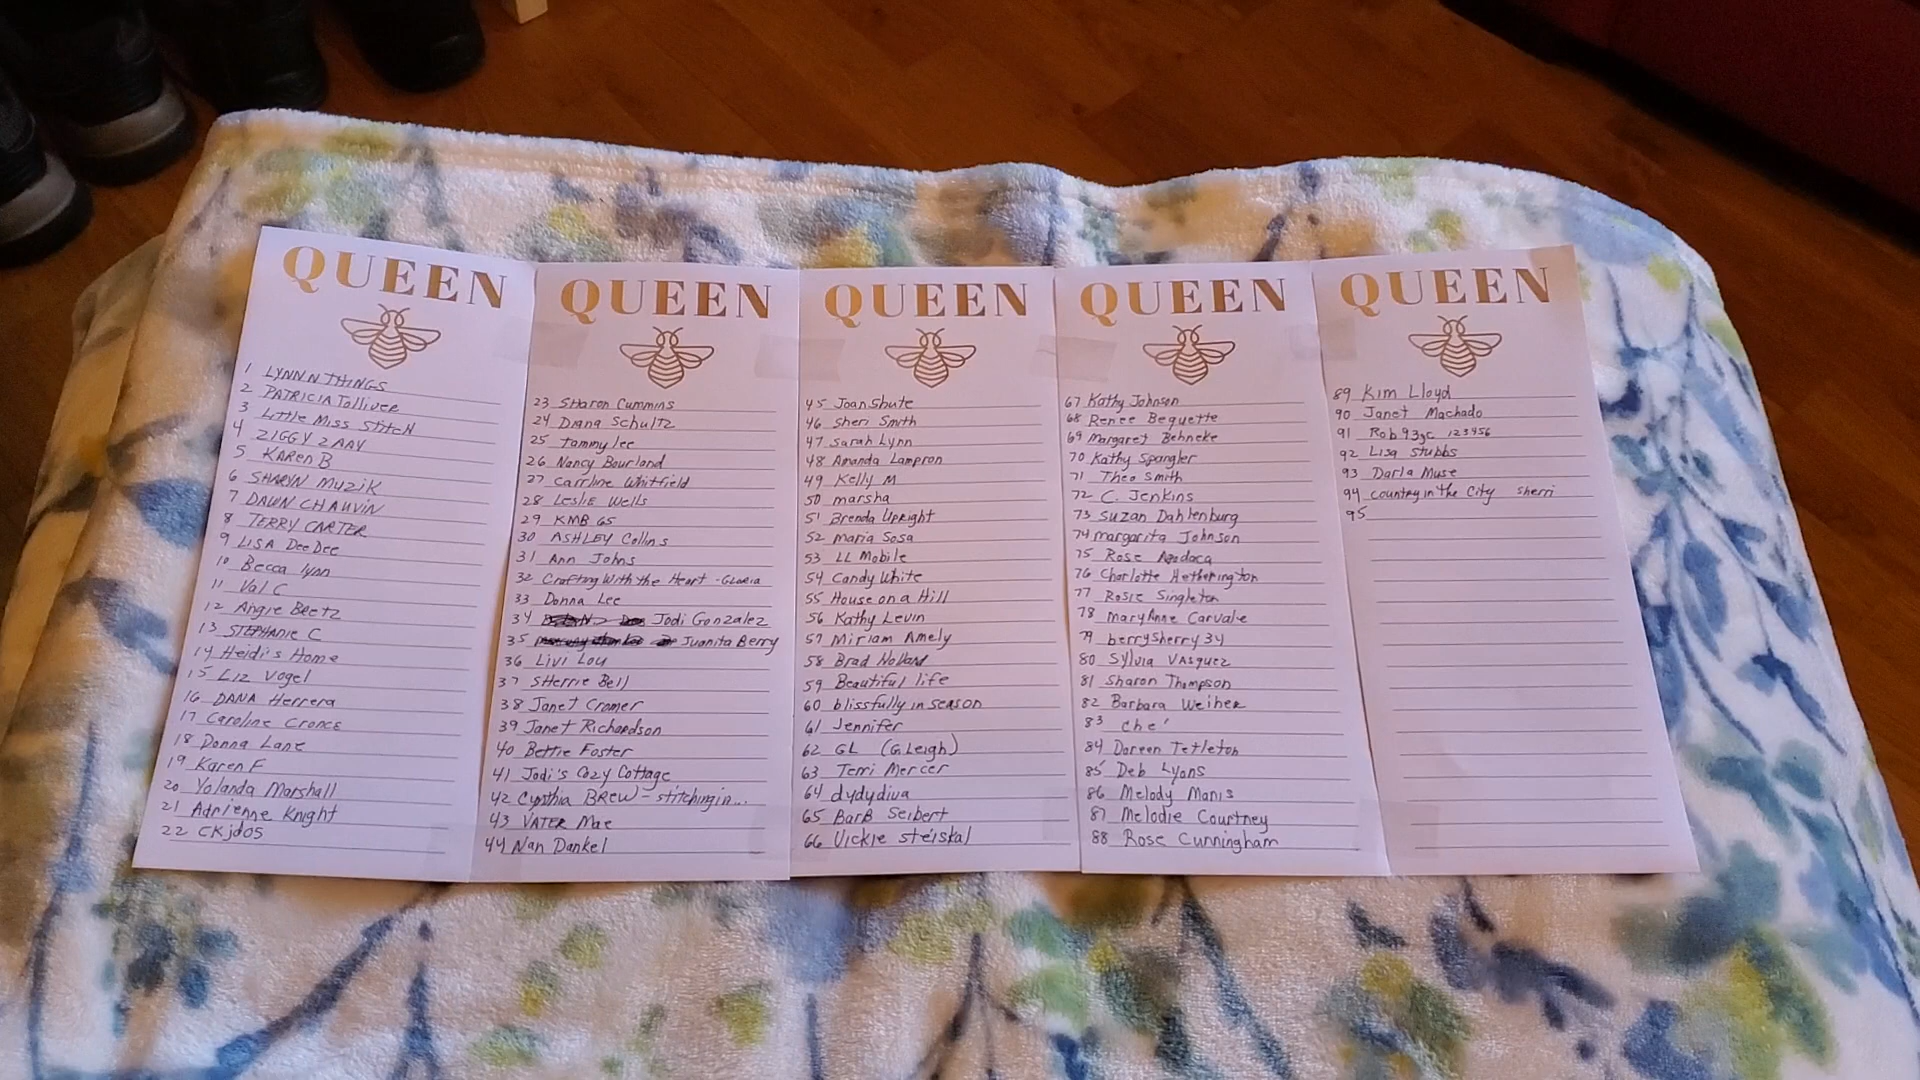 QUEEN
1 LYNN N THINGS
2 PATRICIA Tolliver
3 Little Miss Stitch
4 ZIGGY ZAAY
5 KAREN B
6 SHARYN MUZIK
7 DAWN CHAUVIN
8 TERRY CARTER
9 LISA DeeDee
10 Becca lynn
11 Val C
12 Angie Bretz
13 STEPHANIE C
14 Heidi's Home
15 Liz Vogel
16 DANA Herrera
17 Caroline Cronce
18 Donna Lane
19 Karen F
20 Yolanda Marshall
21 Adrienne Knight
22 CKjd05
QUEEN
23 Sharon Cummins
24 Diana Schultz
25 tammy lee
26 Nancy Bourland
27 Carrline Whitfield
28 Leslie Wells
29 KMB 65
30 ASHLEY Collins
31 Ann Johns
32 Crafting With the Heart - GLORIA
33 Donna Lee
34 Jodi Gonzalez
35 Juanita Berry
36 Livi Lou
37 SHerrie Bell
38 Janet Cromer
39 Janet Richardson
40 Bettie Foster
41 Jodi's Cozy Cottage
42 Cynthia BREW - stitchingin...
43 VATER Mae
44 Nan Dankel
QUEEN
45 Joan Shute
46 Sheri Smith
47 Sarah Lynn
48 Amanda Lampron
49 Kelly M
50 marsha
51 Brenda Upright
52 maria Sosa
53 LL Mobile
54 Candy White
55 House on a Hill
56 Kathy Levin
57 Miriam Amely
58 Brad Holland
59 Beautiful life
60 blissfully in season
61 Jennifer
62 GL (G.Leigh)
63 Terri Mercer
64 dydydiva
65 Barb Seibert
66 Vickie steiskal
QUEEN
67 Kathy Johnson
68 Renee Bequette
69 Margaret Behneke
70 Kathy Spangler
71 Theo Smith
72 C. Jenkins
73 Suzan Dahlenburg
74 margarita Johnson
75 Rose Apodaca
76 Charlotte Hetherington
77 Rosie Singleton
78 maryAnne Carvale
79 berrysherry34
80 Sylvia VAsquez
81 Sharon Thompson
82 Barbara Weiher
83 Che'
84 Doreen Tetleton
85 Deb Lyons
86 Melody Manis
87 Melodie Courtney
88 Rose Cunningham
QUEEN
89 Kim Lloyd
90 Janet Machado
91 Rob93gc 123456
92 Lisa Stubbs
93 Darla Muse
94 country in the City sherri
95